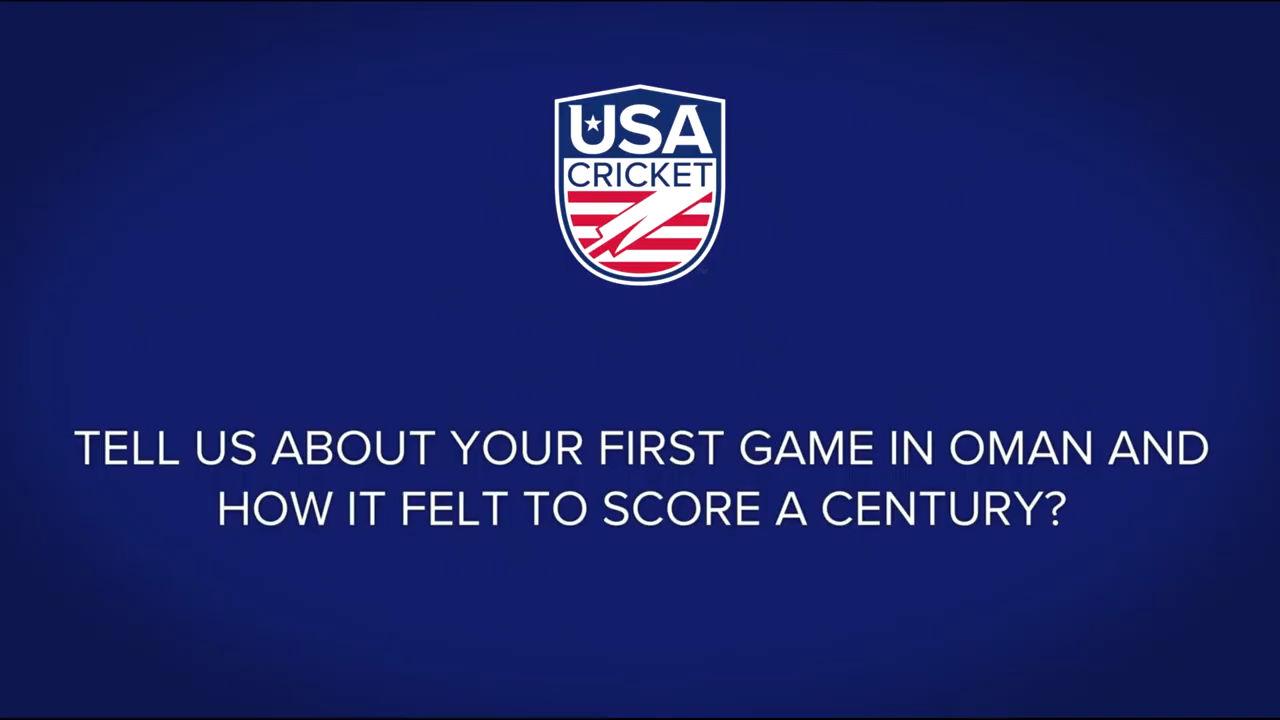 USA
CRICKET
TELL US ABOUT YOUR FIRST GAME IN OMAN AND
HOW IT FELT TO SCORE A CENTURY?